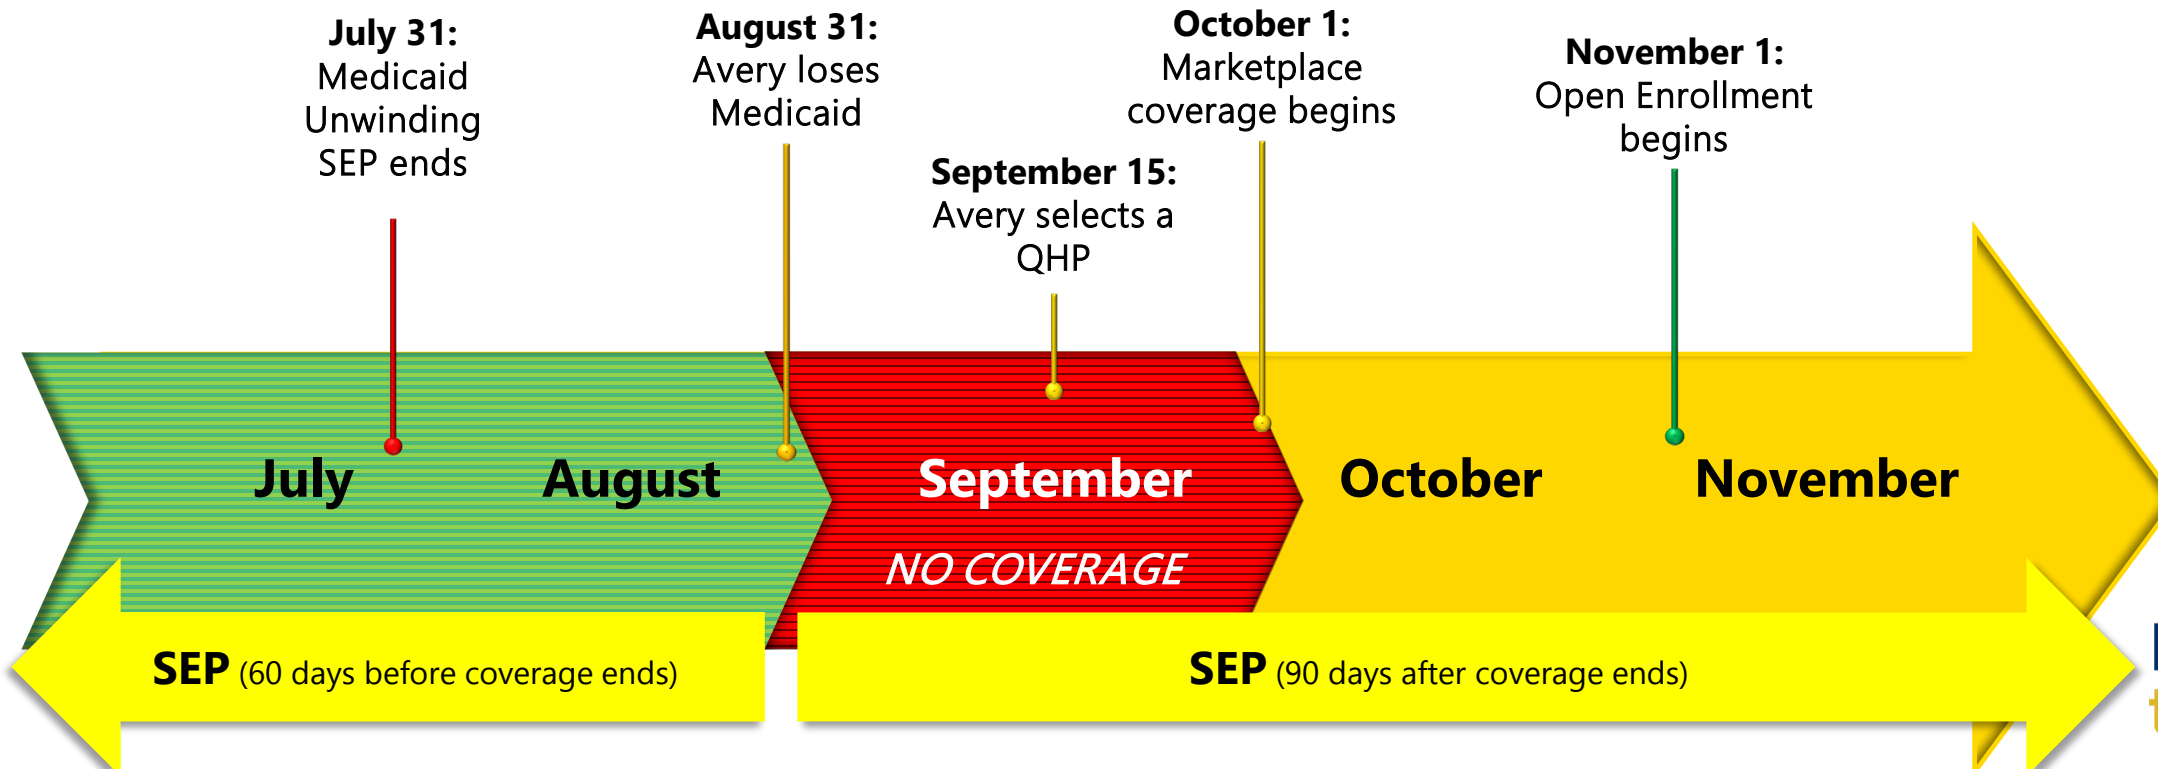 July 31:
Medicaid
Unwinding
SEP ends
August 31:
Avery loses
Medicaid
September 15:
Avery selects a
QHP
October 1:
Marketplace
coverage begins
November 1:
Open Enrollment
begins
July
August
September
October
November
NO COVERAGE
SEP (60 days before coverage ends)
SEP (90 days after coverage ends)